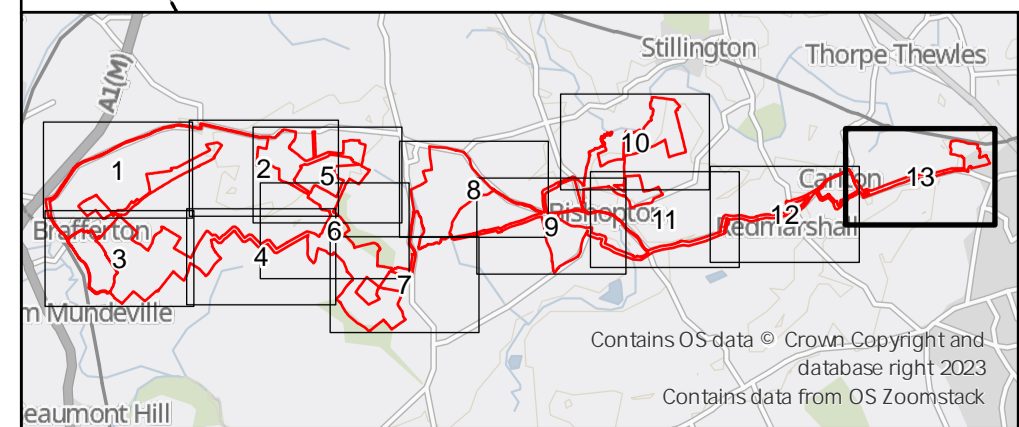 Stillington
Thorpe Thewles
A1(M)
10
1
2
5
Carlton
13
8
Bishopton
11
12
Redmarshall
9
Brafferton
6
3
4
7
m Mundeville
Contains OS data © Crown Copyright and
database right 2023
Contains data from OS Zoomstack
eaumont Hill